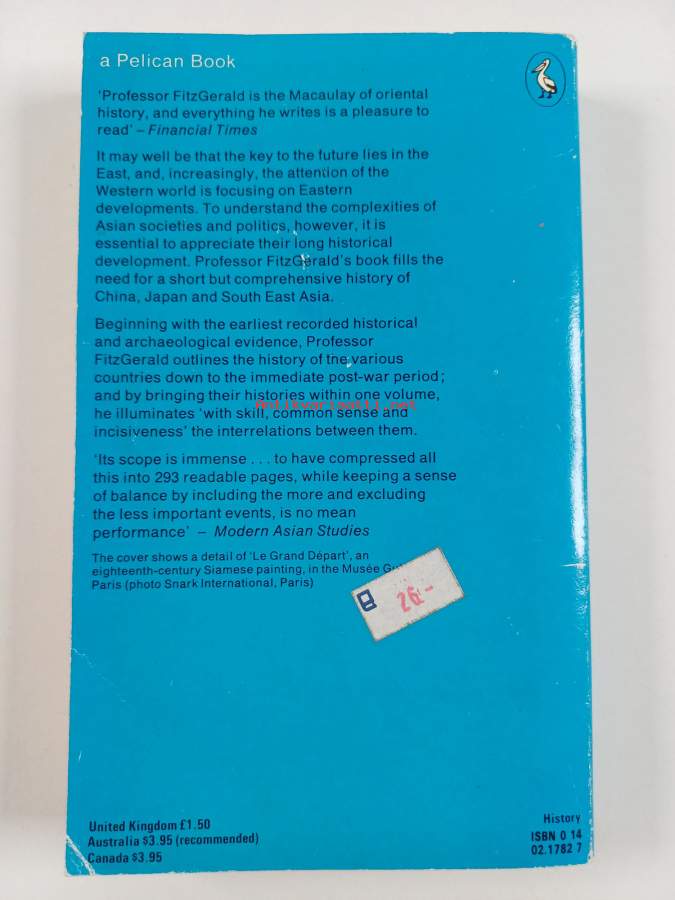 a Pelican Book
'Professor FitzGerald is the Macaulay of oriental
history, and everything he writes is a pleasure to
read' – Financial Times
It may well be that the key to the future lies in the
East, and, increasingly, the attention of the
Western world is focusing on Eastern
developments. To understand the complexities of
Asian societies and politics, however, it is
essential to appreciate their long historical
development. Professor FitzGerald's book fills the
need for a short but comprehensive history of
China, Japan and South East Asia.
Beginning with the earliest recorded historical
and archaeological evidence, Professor
FitzGerald outlines the history of the various
countries down to the immediate post-war period;
and by bringing their histories within one volume,
Antikvariaatti.net
he illuminates 'with skill, common sense and
incisiveness' the interrelations between them.
'Its scope is immense . . . to have compressed all
this into 293 readable pages, while keeping a sense
of balance by including the more and excluding
the less important events, is no mean
performance' – Modern Asian Studies
The cover shows a detail of 'Le Grand Départ', an
eighteenth-century Siamese painting, in the Musée
Paris (photo Snark International, Paris)
26:-
United Kingdom £1.50
Australia $3.95 (recommended)
Canada $3.95
History
ISBN 0 14
02.1782 7